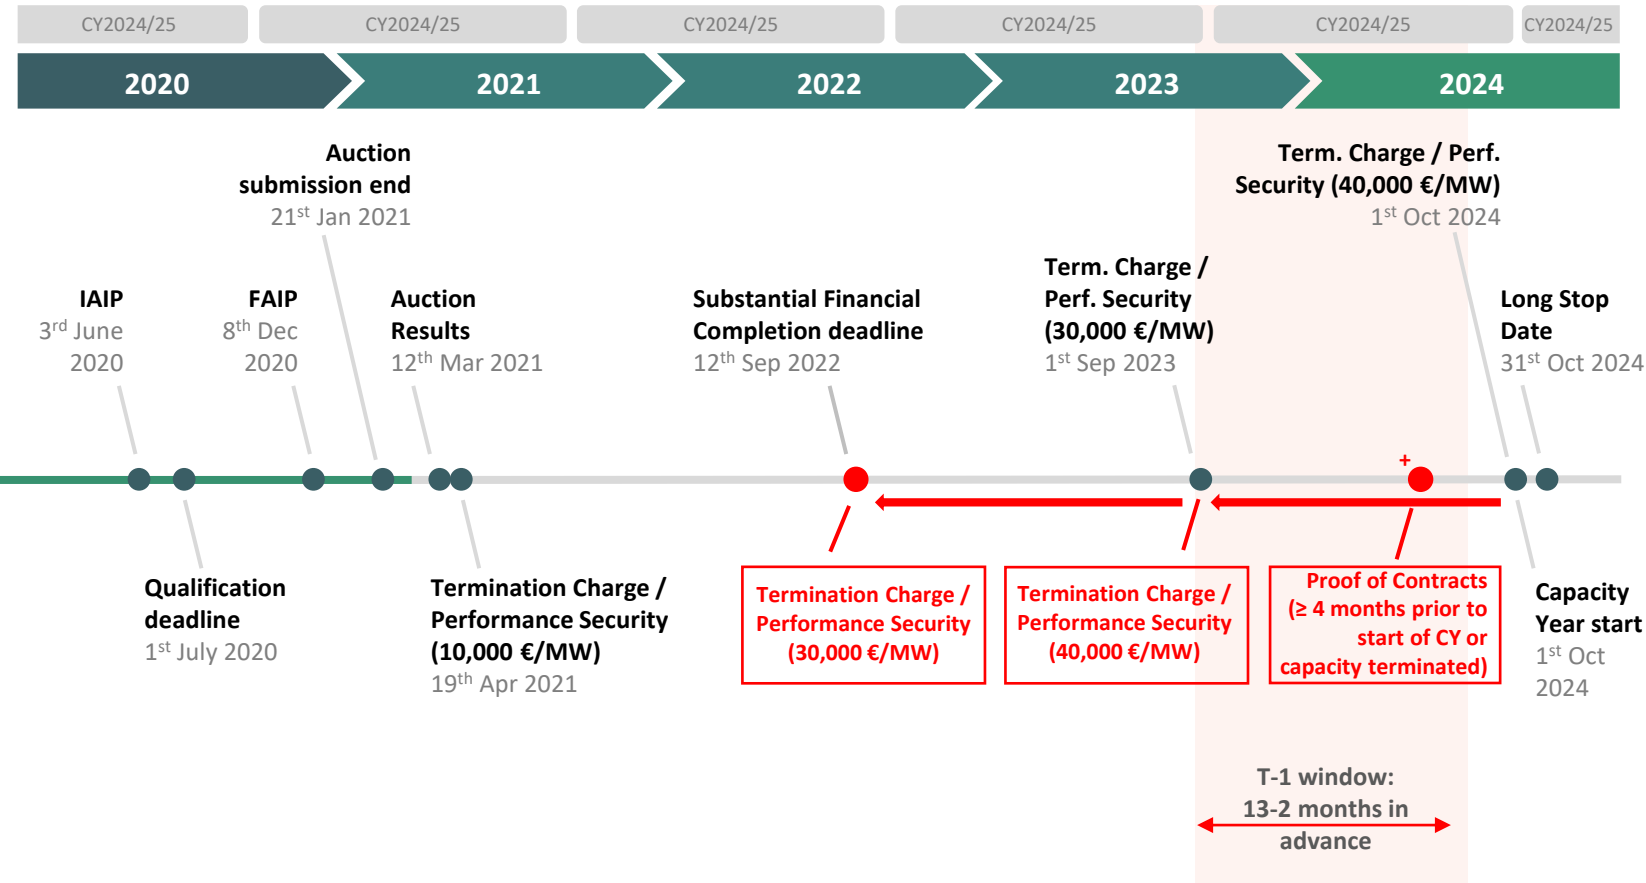 CY2024/25
CY2024/25
CY2024/25
CY2024/25
CY2024/25
CY2024/25
2020
2021
2022
2023
2024
Auction
submission end
21st Jan 2021
Term. Charge / Perf.
Security (40,000 €/MW)
1st Oct 2024
IAIP
3rd June
2020
FAIP
8th Dec
2020
Auction
Results
12th Mar 2021
Substantial Financial
Completion deadline
12th Sep 2022
Term. Charge /
Perf. Security
(30,000 €/MW)
1st Sep 2023
Long Stop
Date
31st Oct 2024
+
Qualification
deadline
1st July 2020
Termination Charge /
Performance Security
(10,000 €/MW)
19th Apr 2021
Termination Charge /
Performance Security
(30,000 €/MW)
Termination Charge /
Performance Security
(40,000 €/MW)
Proof of Contracts
(≥ 4 months prior to
start of CY or
capacity terminated)
Capacity
Year start
1st Oct
2024
T-1 window:
13-2 months in
advance